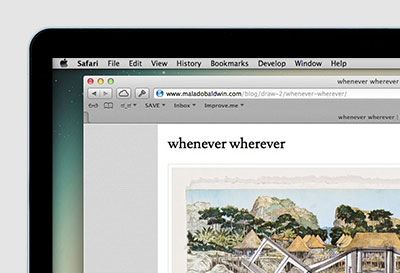 Safari File Edit View History Bookmarks Develop Window Help
whenever wherever
www.maladobaldwin.com/blog/draw-2/whenever-wherever/
SAVE Inbox Improve.me
whenever wherever
whenever wherever